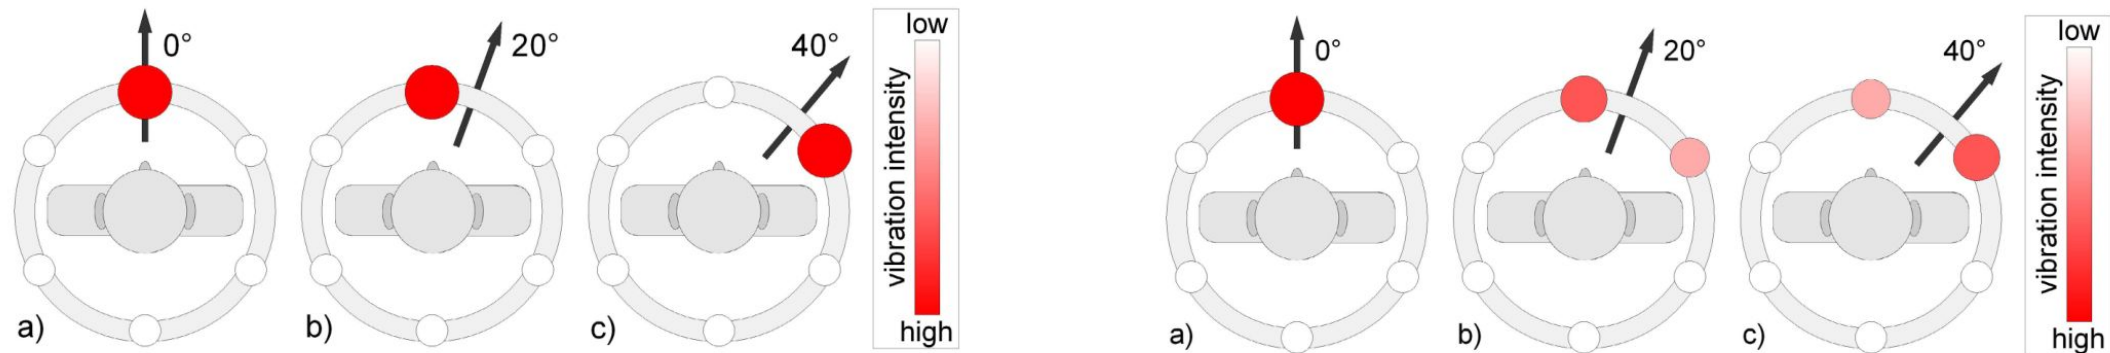 0°
20°
40°
low
vibration intensity
high
a)
b)
c)
0°
20°
40°
low
vibration intensity
high
a)
b)
c)